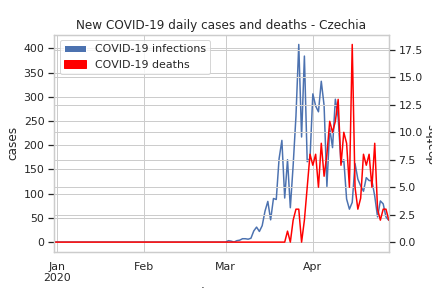 New COVID-19 daily cases and deaths - Czechia
COVID-19 infections
COVID-19 deaths
400
350
300
250
200
150
100
50
0
cases
17.5
15.0
12.5
10.0
7.5
5.0
2.5
0.0
Jan
2020
Feb
Mar
Apr